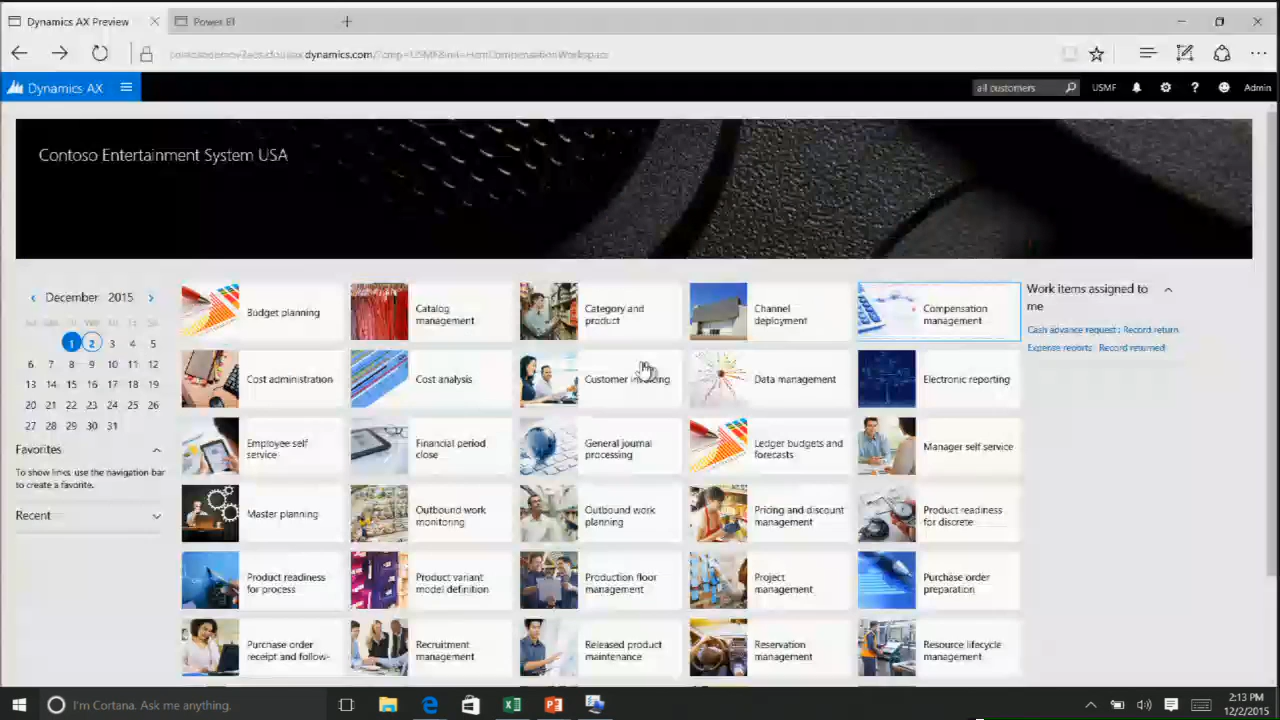 Dynamics AX Preview
Power BI
dynamics.com
Dynamics AX
all customers
USMF
Admin
Contoso Entertainment System USA
December 2015
1 2 3 4 5
6 7 8 9 10 11 12
13 14 15 16 17 18 19
20 21 22 23 24 25 26
27 28 29 30 31
Favorites
To show links, use the navigation bar
to create a favorite.
Recent
Budget planning
Catalog
management
Category and
product
Channel
deployment
Compensation
management
Cost administration
Cost analysis
Customer invoicing
Data management
Electronic reporting
Employee self
service
Financial period
close
General journal
processing
Ledger budgets and
forecasts
Manager self service
Master planning
Outbound work
monitoring
Outbound work
planning
Pricing and discount
management
Product readiness
for discrete
Product readiness
for process
Product variant
model definition
Production floor
management
Project
management
Purchase order
preparation
Purchase order
receipt and follow-
Recruitment
management
Released product
maintenance
Reservation
management
Resource lifecycle
management
Work items assigned to
me
Cash advance request: Record return
Expense reports Record returned
I'm Cortana. Ask me anything.
2:13 PM
12/2/2015